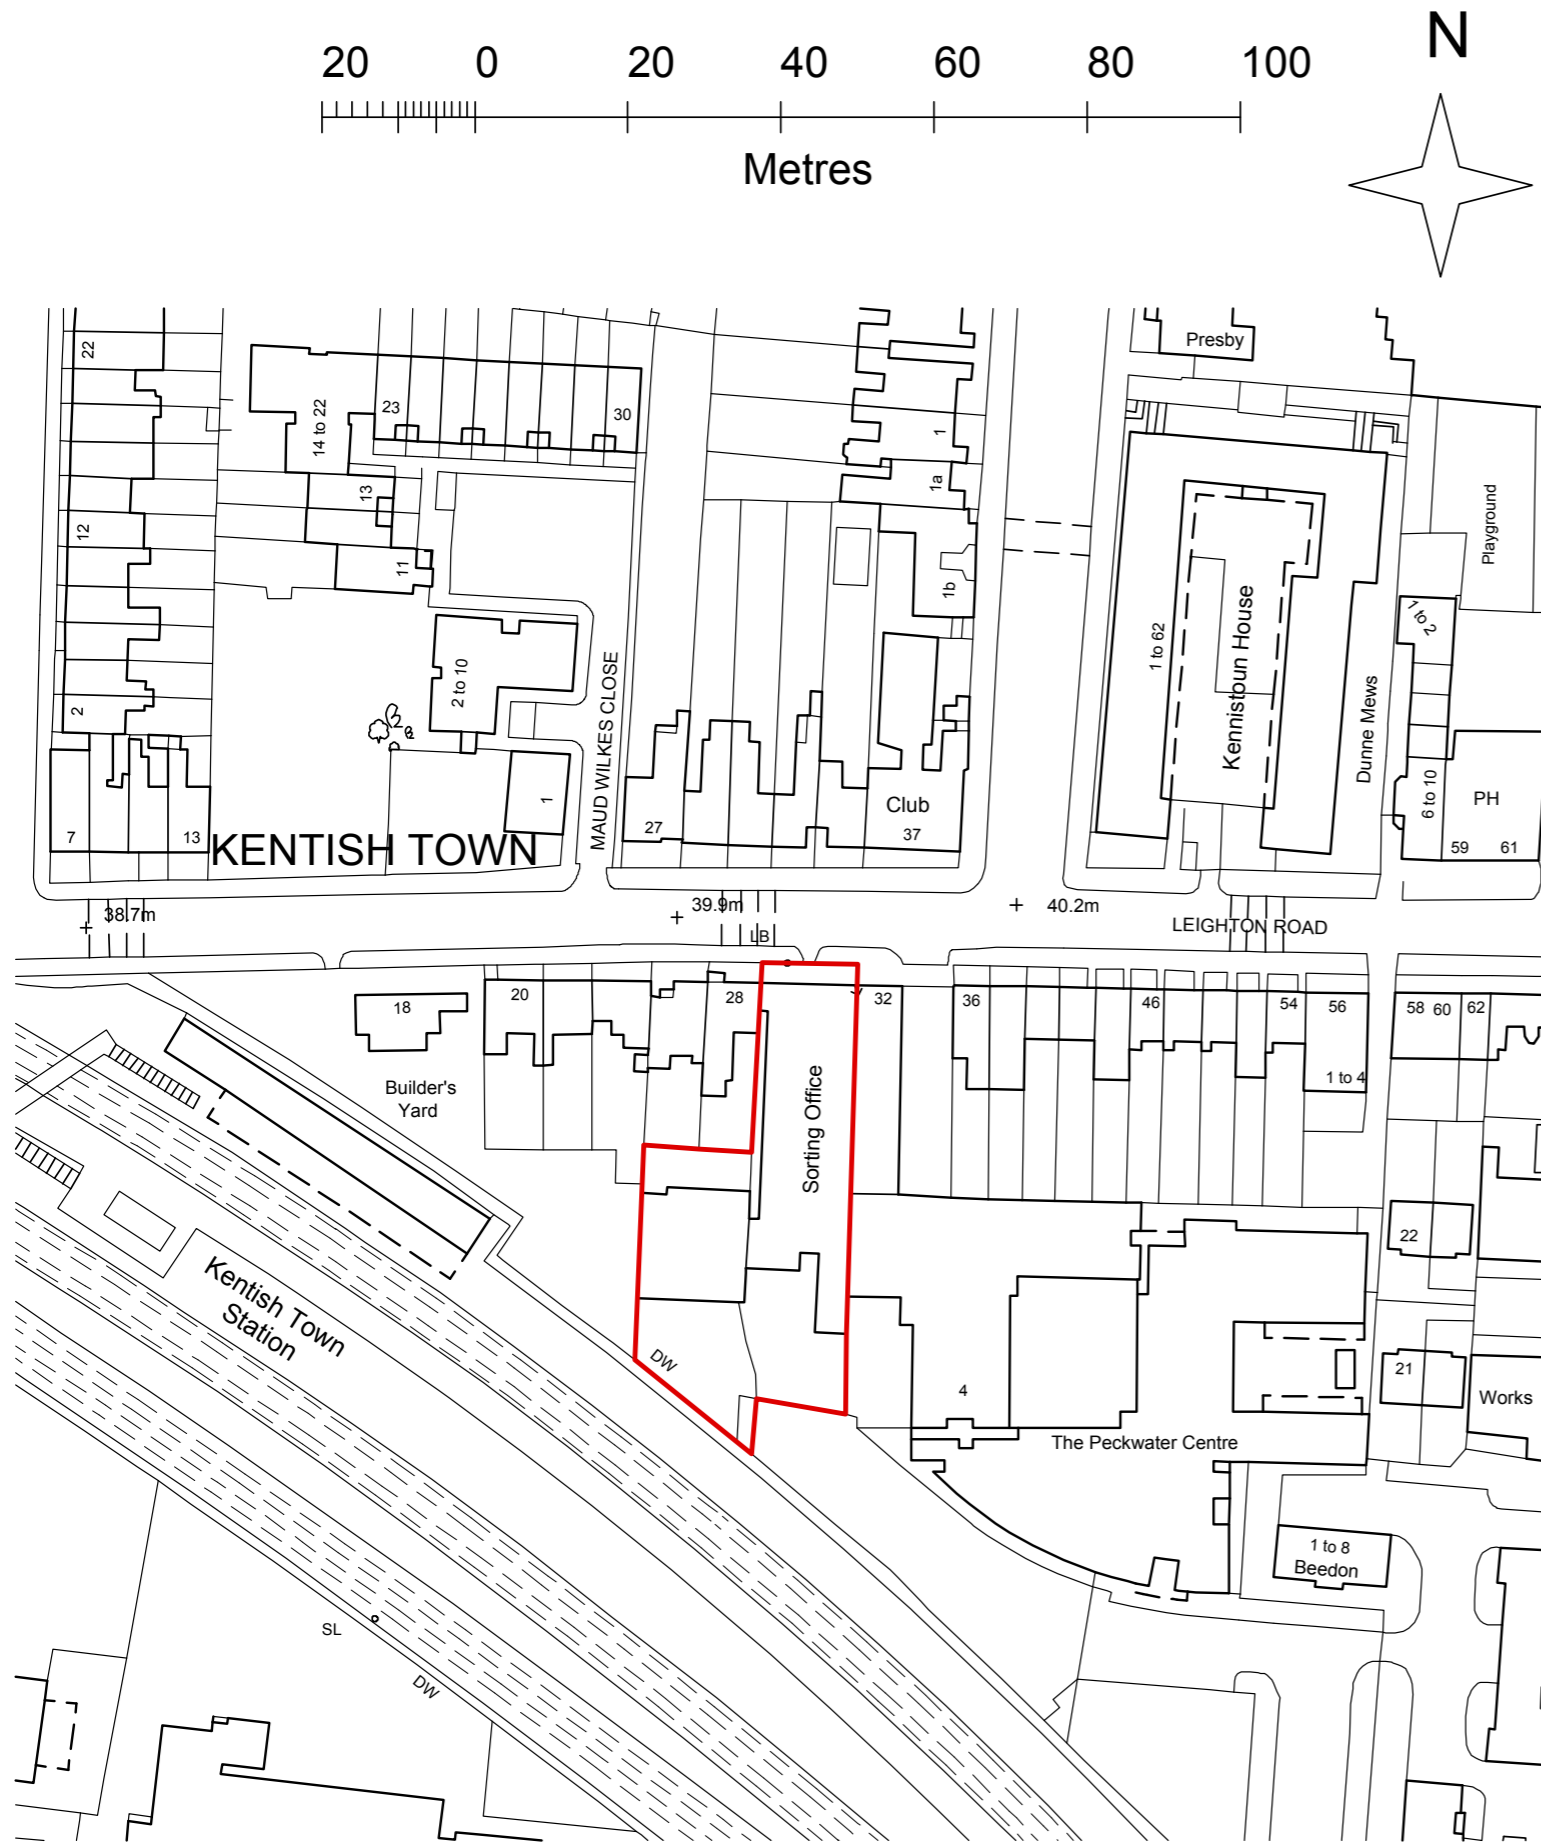 20 0 20 40 60 80 100
N
Metres
Presby
22
14 to 22
23
30
1
13
1a
Playground
12
11
1b
1 to 62
Kennistoun House
1 to 2
2 to 10
MAUD WILKES CLOSE
2
Dunne Mews
1
Club
6 to 10
PH
7
13
KENTISH TOWN
27
37
59
61
38.7m
39.9m
40.2m
LEIGHTON ROAD
LB
18
20
28
32
36
46
54
56
58
60
62
1 to 4
Builder's
Yard
Sorting Office
22
Kentish Town
Station
DW
4
21
Works
The Peckwater Centre
1 to 8
Beedon
SL
DW